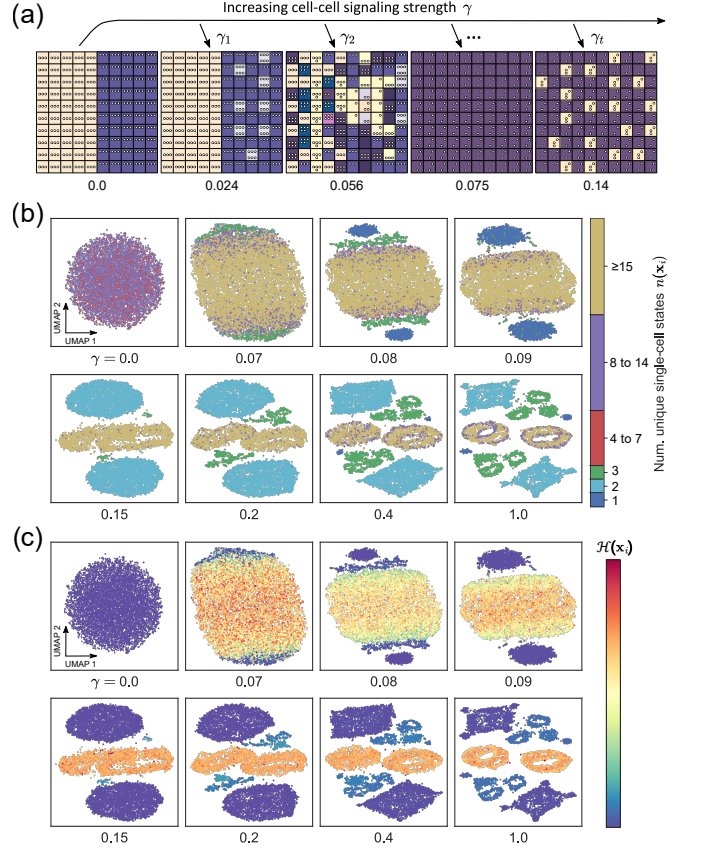 (a)
Increasing cell-cell signaling strength γ
γ₁
γ₂
...
γₜ
0.0
0.024
0.056
0.075
0.14
(b)
UMAP 2
UMAP 1
γ = 0.0
0.07
0.08
0.09
0.15
0.2
0.4
1.0
≥15
8 to 14
4 to 7
3
2
1
Num. unique single-cell states n(xᵢ)
(c)
ℋ(xᵢ)
UMAP 2
UMAP 1
γ = 0.0
0.07
0.08
0.09
0.15
0.2
0.4
1.0